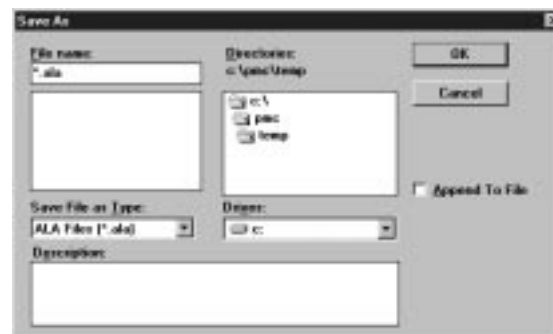 Save As
File name:
*.ala
Directories:
c:\pmc\temp
c:\
pmc
temp
OK
Cancel
Append To File
Save File as Type:
ALA Files (*.ala)
Drives:
c:
Description: